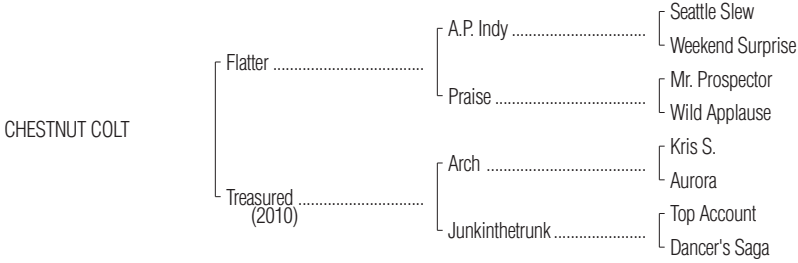 Seattle Slew
A.P. Indy
Weekend Surprise
Flatter
Mr. Prospector
Praise
Wild Applause
CHESTNUT COLT
Kris S.
Arch
Aurora
Treasured
(2010)
Top Account
Junkinthetrunk
Dancer's Saga